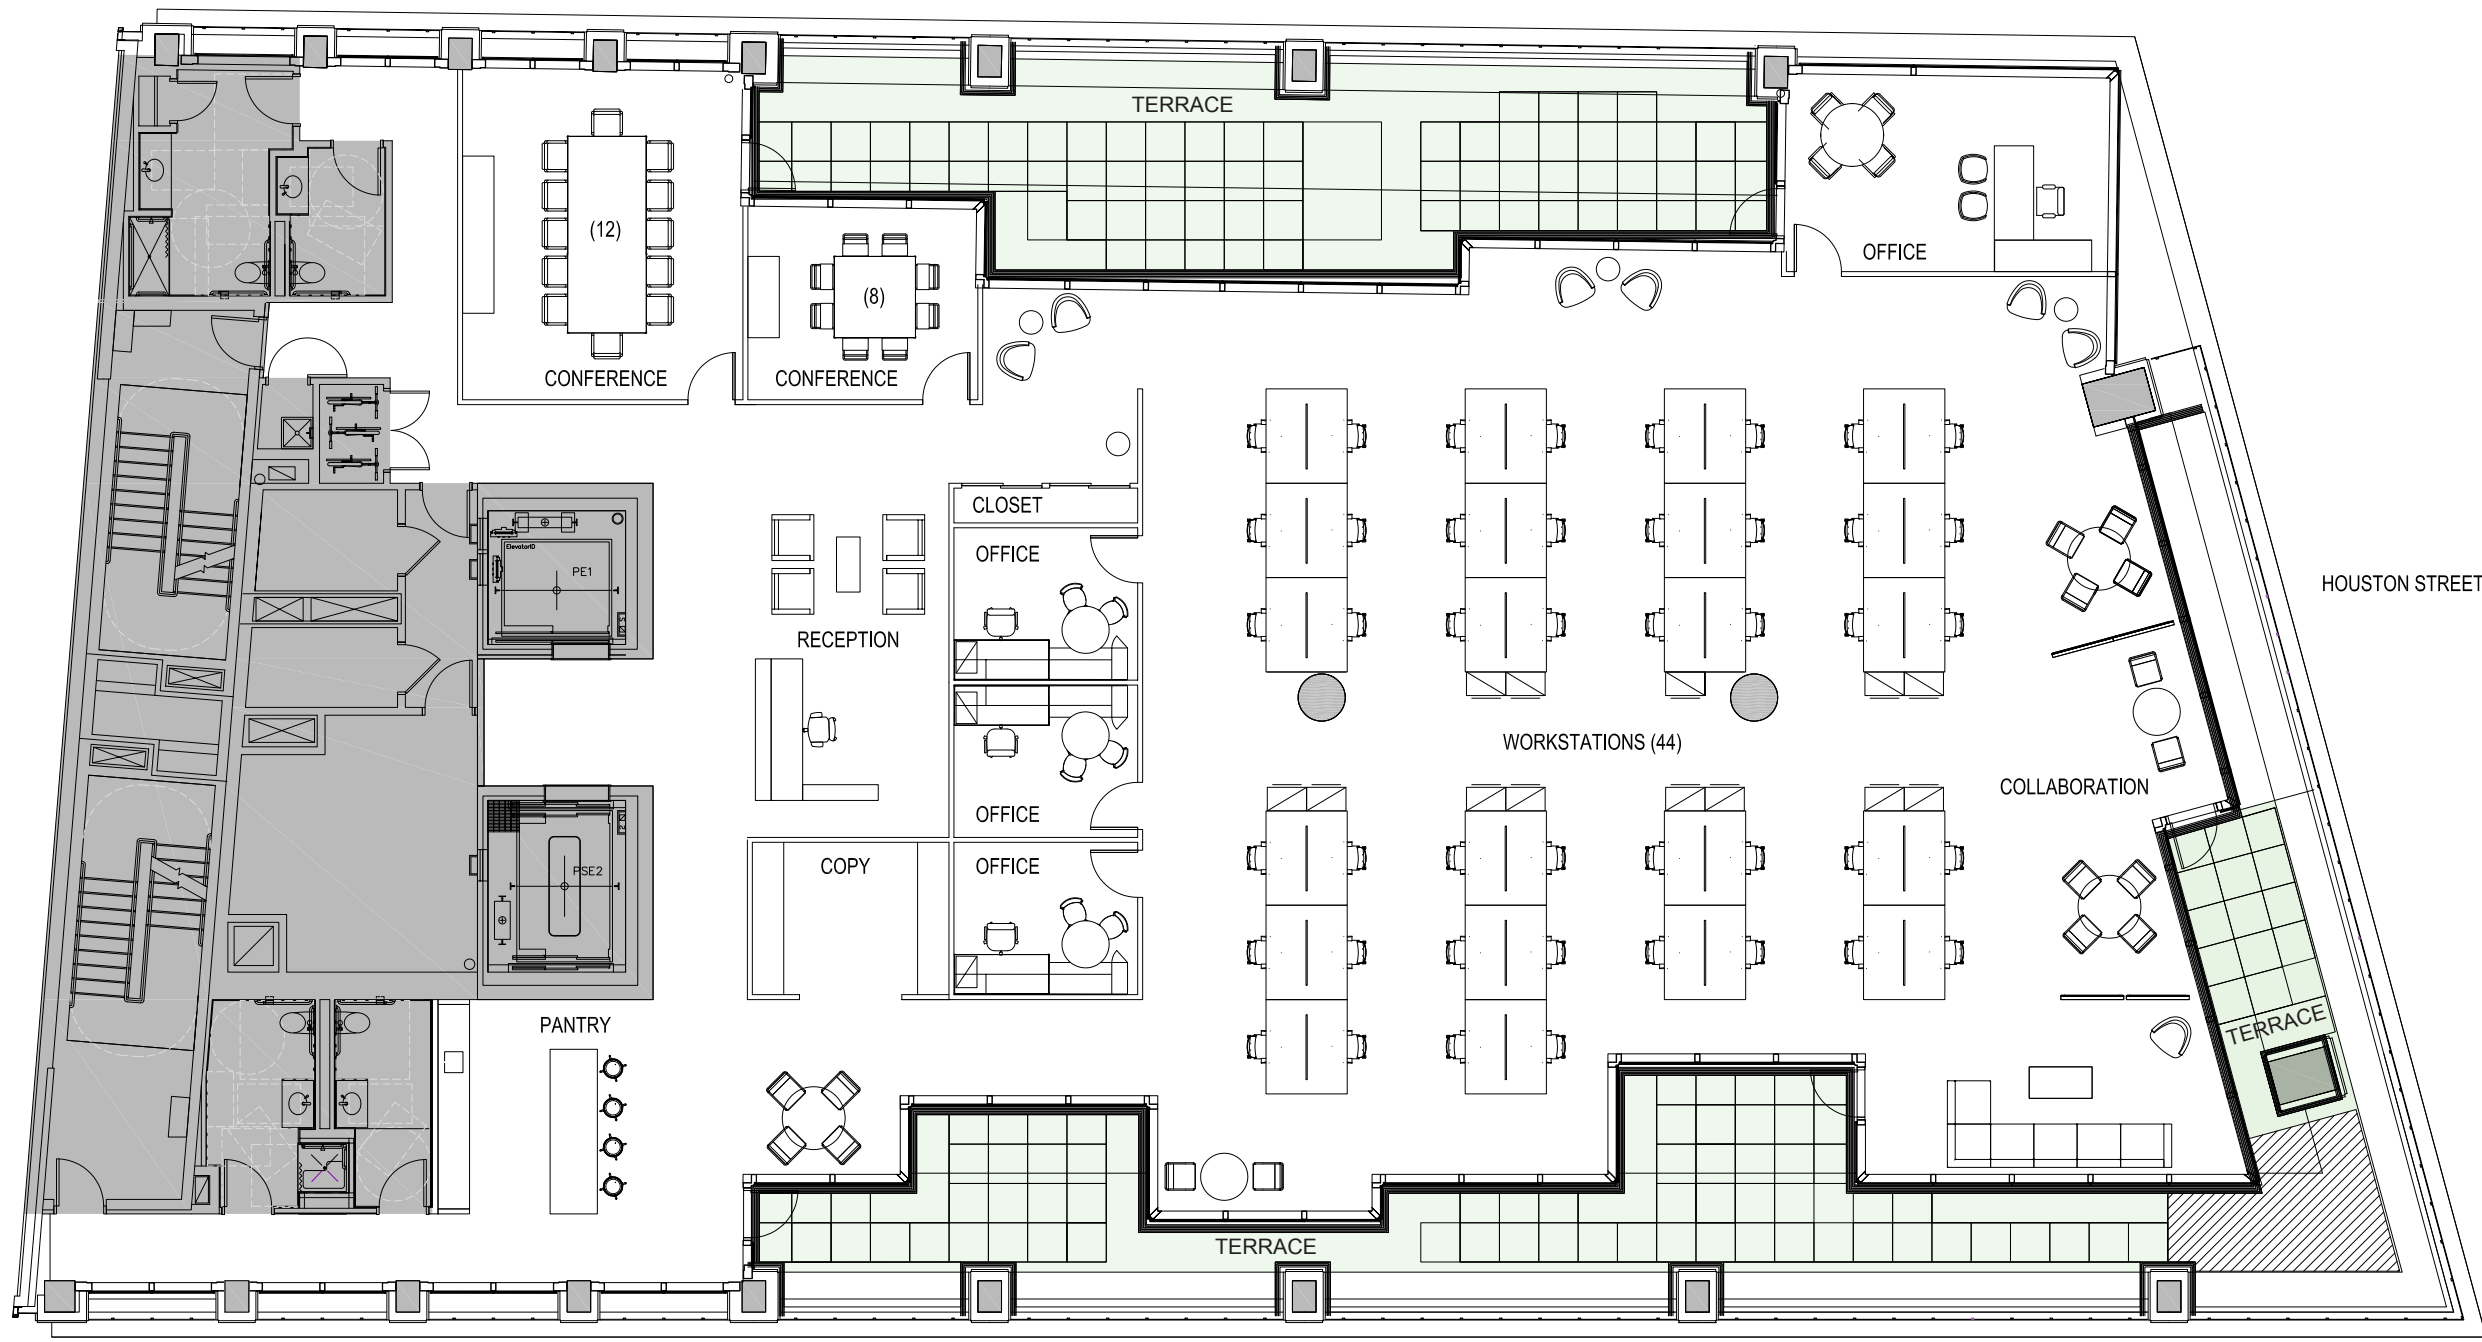 TERRACE
(12)
OFFICE
(8)
CONFERENCE
CONFERENCE
CLOSET
OFFICE
ElevatorID
PE1
HOUSTON STREET
RECEPTION
WORKSTATIONS (44)
COLLABORATION
OFFICE
COPY
OFFICE
PSE2
PANTRY
TERRACE
TERRACE